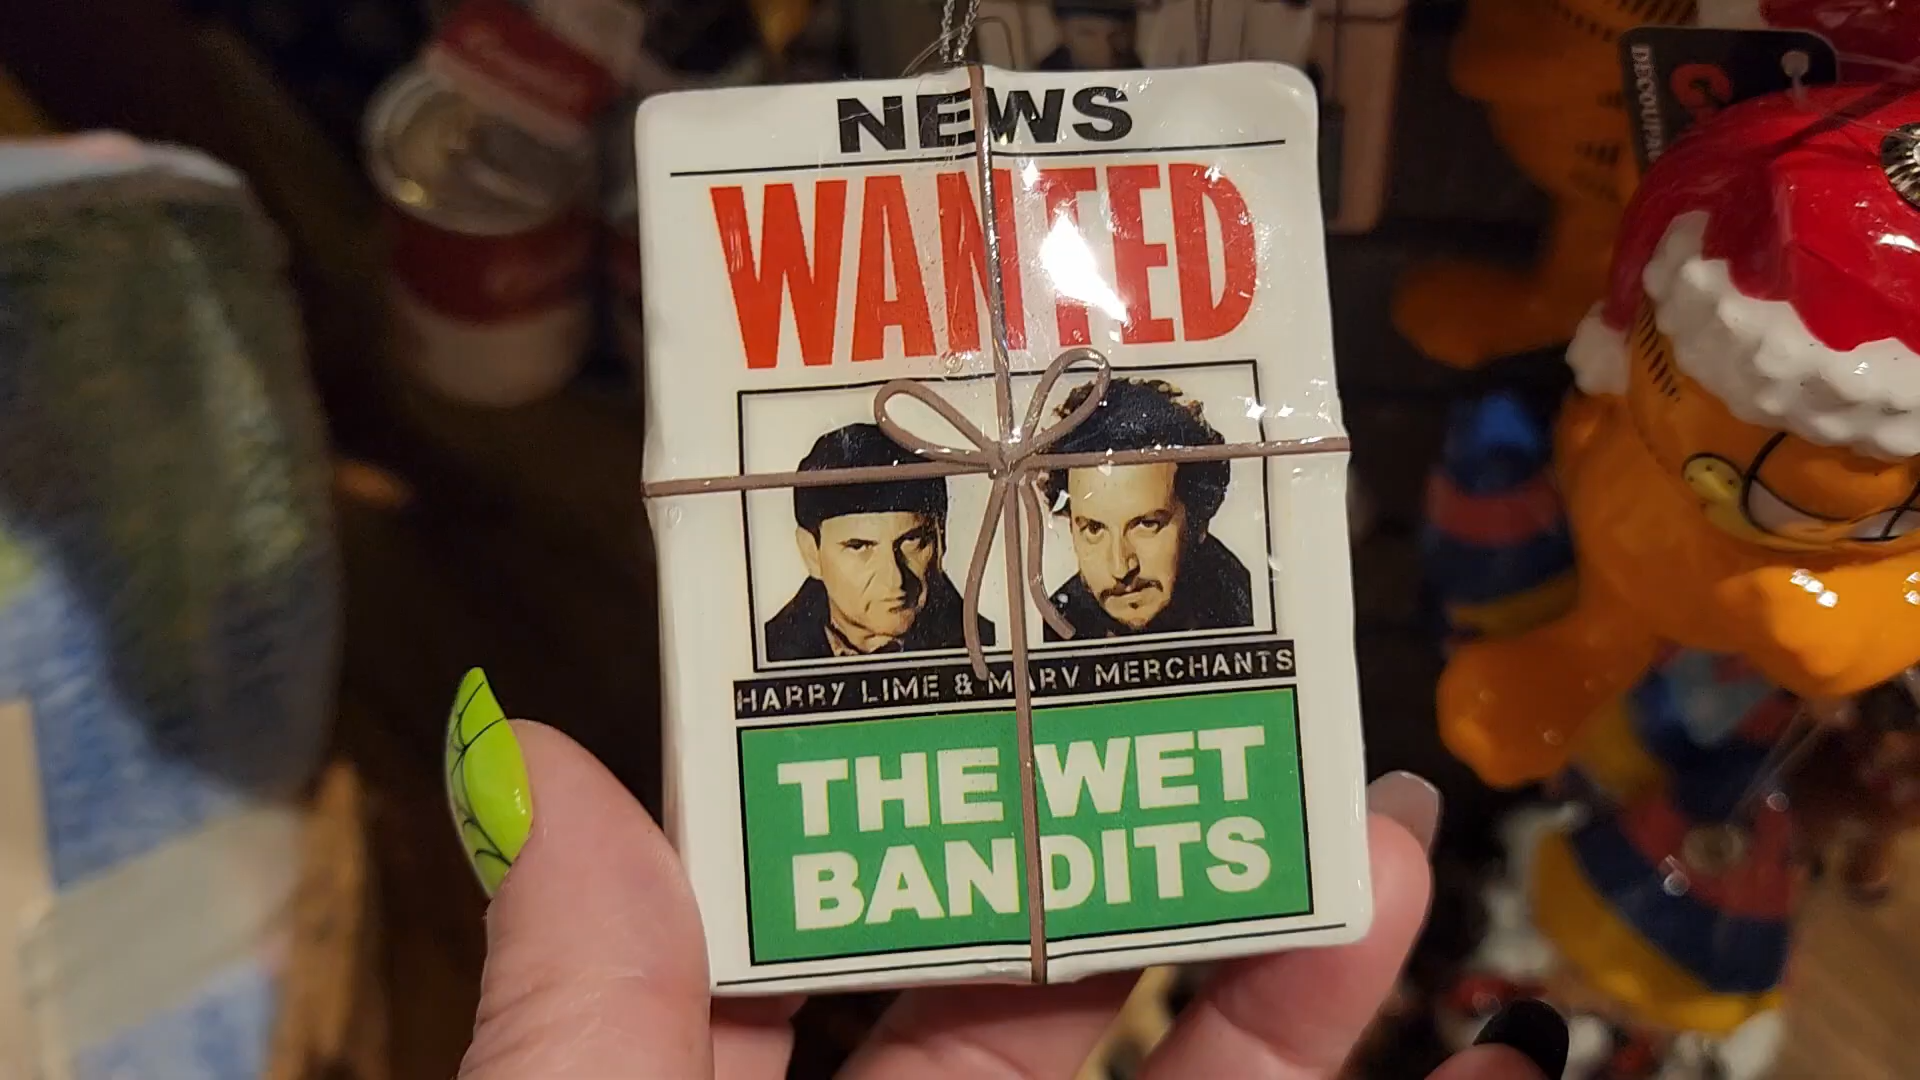 NEWS
WANTED
HARRY LIME & MARV MERCHANTS
THE WET
BANDITS